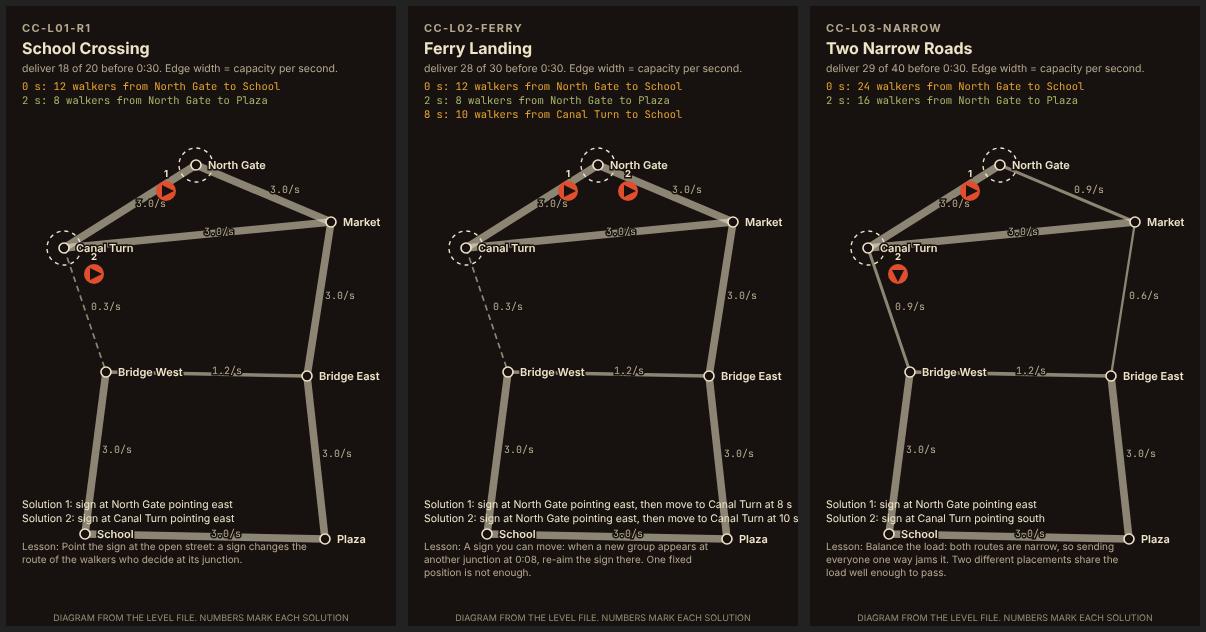 CC-L01-R1
School Crossing
deliver 18 of 20 before 0:30. Edge width = capacity per second.
0 s: 12 walkers from North Gate to School
2 s: 8 walkers from North Gate to Plaza
1
North Gate
3.0/s
3.0/s
Market
3.0/s
Canal Turn
2
0.3/s
3.0/s
Bridge West
1.2/s
Bridge East
3.0/s
3.0/s
Solution 1: sign at North Gate pointing east
Solution 2: sign at Canal Turn pointing east
School
3.0/s
Plaza
Lesson: Point the sign at the open street: a sign changes the
route of the walkers who decide at its junction.
DIAGRAM FROM THE LEVEL FILE. NUMBERS MARK EACH SOLUTION
CC-L02-FERRY
Ferry Landing
deliver 28 of 30 before 0:30. Edge width = capacity per second.
0 s: 12 walkers from North Gate to School
2 s: 8 walkers from North Gate to Plaza
8 s: 10 walkers from Canal Turn to School
1
North Gate
2
3.0/s
3.0/s
Market
3.0/s
Canal Turn
0.3/s
3.0/s
Bridge West
1.2/s
Bridge East
3.0/s
3.0/s
Solution 1: sign at North Gate pointing east, then move to Canal Turn at 8 s
Solution 2: sign at North Gate pointing east, then move to Canal Turn at 10 s
School
3.0/s
Plaza
Lesson: A sign you can move: when a new group appears at
another junction at 0:08, re-aim the sign there. One fixed
position is not enough.
DIAGRAM FROM THE LEVEL FILE. NUMBERS MARK EACH SOLUTION
CC-L03-NARROW
Two Narrow Roads
deliver 29 of 40 before 0:30. Edge width = capacity per second.
0 s: 24 walkers from North Gate to School
2 s: 16 walkers from North Gate to Plaza
1
North Gate
0.9/s
3.0/s
Market
3.0/s
Canal Turn
2
0.9/s
0.6/s
Bridge West
1.2/s
Bridge East
3.0/s
3.0/s
Solution 1: sign at North Gate pointing east
Solution 2: sign at Canal Turn pointing south
School
3.0/s
Plaza
Lesson: Balance the load: both routes are narrow, so sending
everyone one way jams it. Two different placements share the
load well enough to pass.
DIAGRAM FROM THE LEVEL FILE. NUMBERS MARK EACH SOLUTION